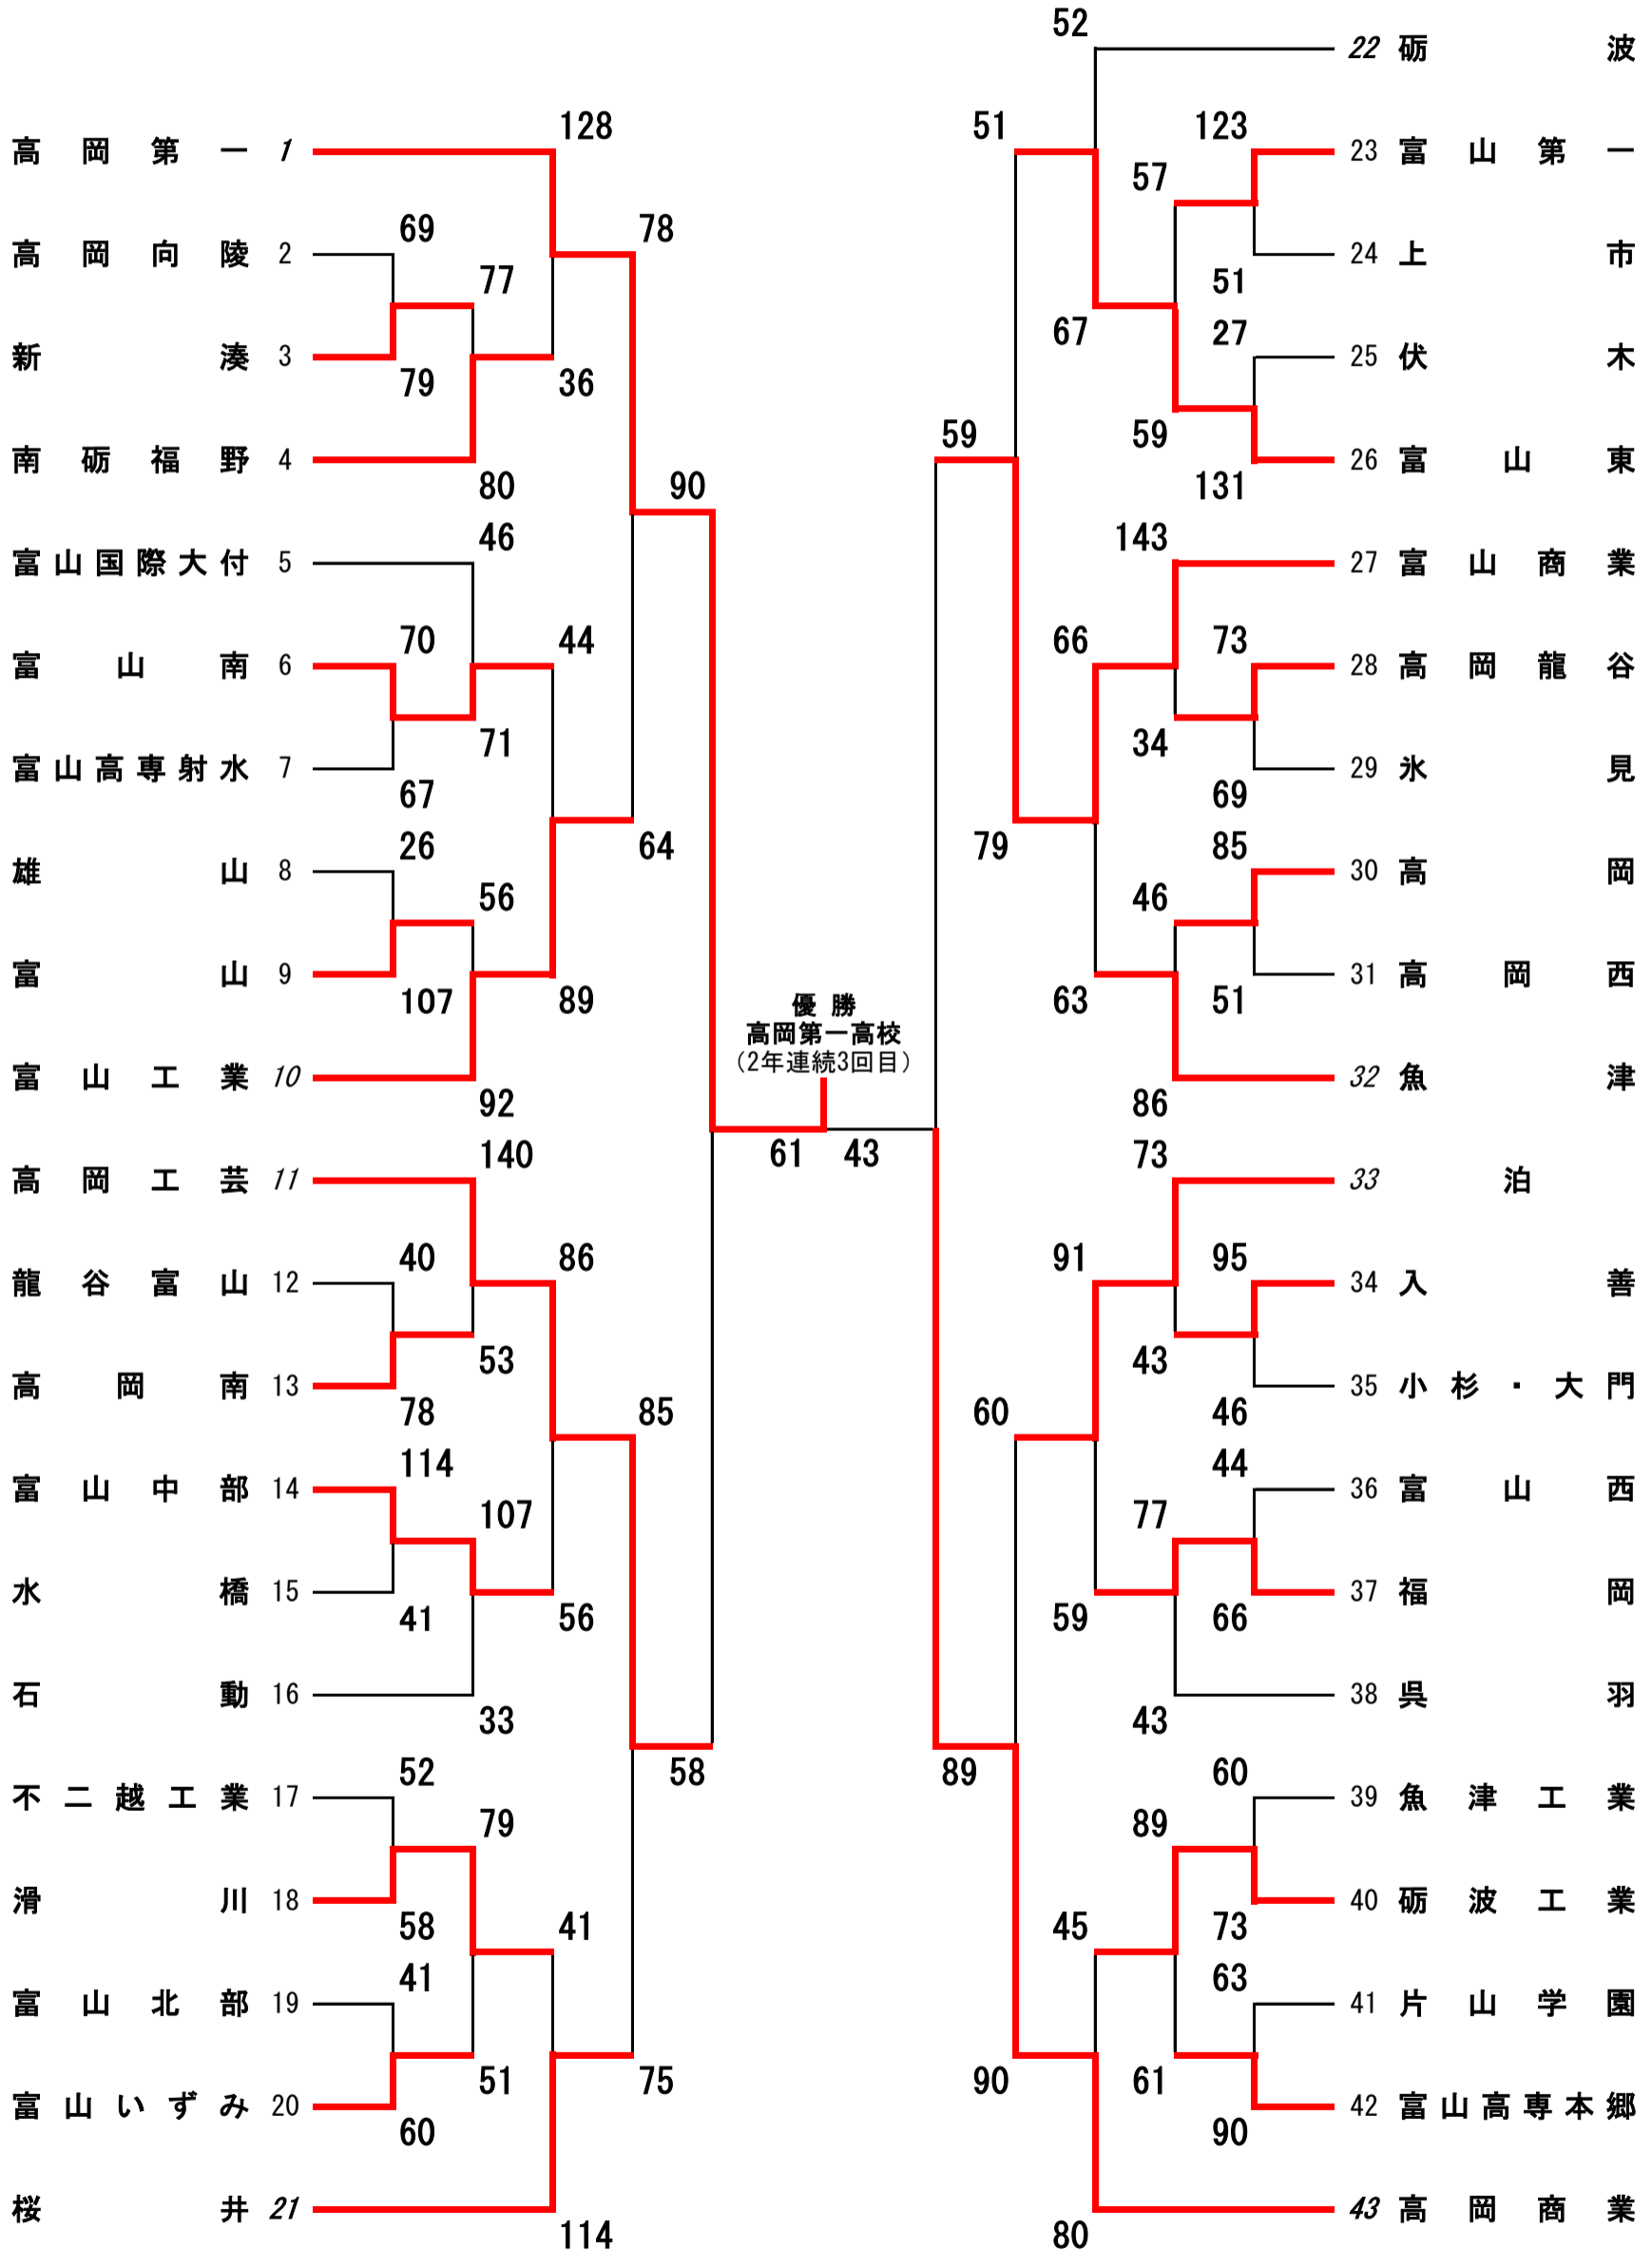 52
22 砺波
128
51
123
高岡第一 1
23 富山第一
57
69
78
高岡向陵 2
24 上市
77
51
67
27
新湊 3
25 伏木
79
36
59
59
南砺福野 4
26 富山東
80
90
131
46
143
富山国際大付 5
27 富山商業
70
44
66
73
富山南 6
28 高岡龍谷
71
34
富山高専射水 7
29 氷見
67
69
26
64
79
85
雄山 8
30 高岡
56
46
富山 9
31 高岡西
107
89
63
51
優勝
高岡第一高校
（2年連続3回目）
富山工業 10
32 魚津
92
86
61
43
140
73
高岡工芸 11
33 泊
40
86
91
95
龍谷富山 12
34 入善
53
43
高岡南 13
35 小杉・大門
78
85
60
46
114
44
富山中部 14
36 富山西
107
77
水橋 15
37 福岡
41
56
59
66
石動 16
38 呉羽
33
43
52
58
89
60
不二越工業 17
39 魚津工業
79
89
滑川 18
40 砺波工業
58
41
45
73
41
63
富山北部 19
41 片山学園
51
75
90
61
富山いずみ 20
42 富山高専本郷
60
90
桜井 21
43 高岡商業
114
80